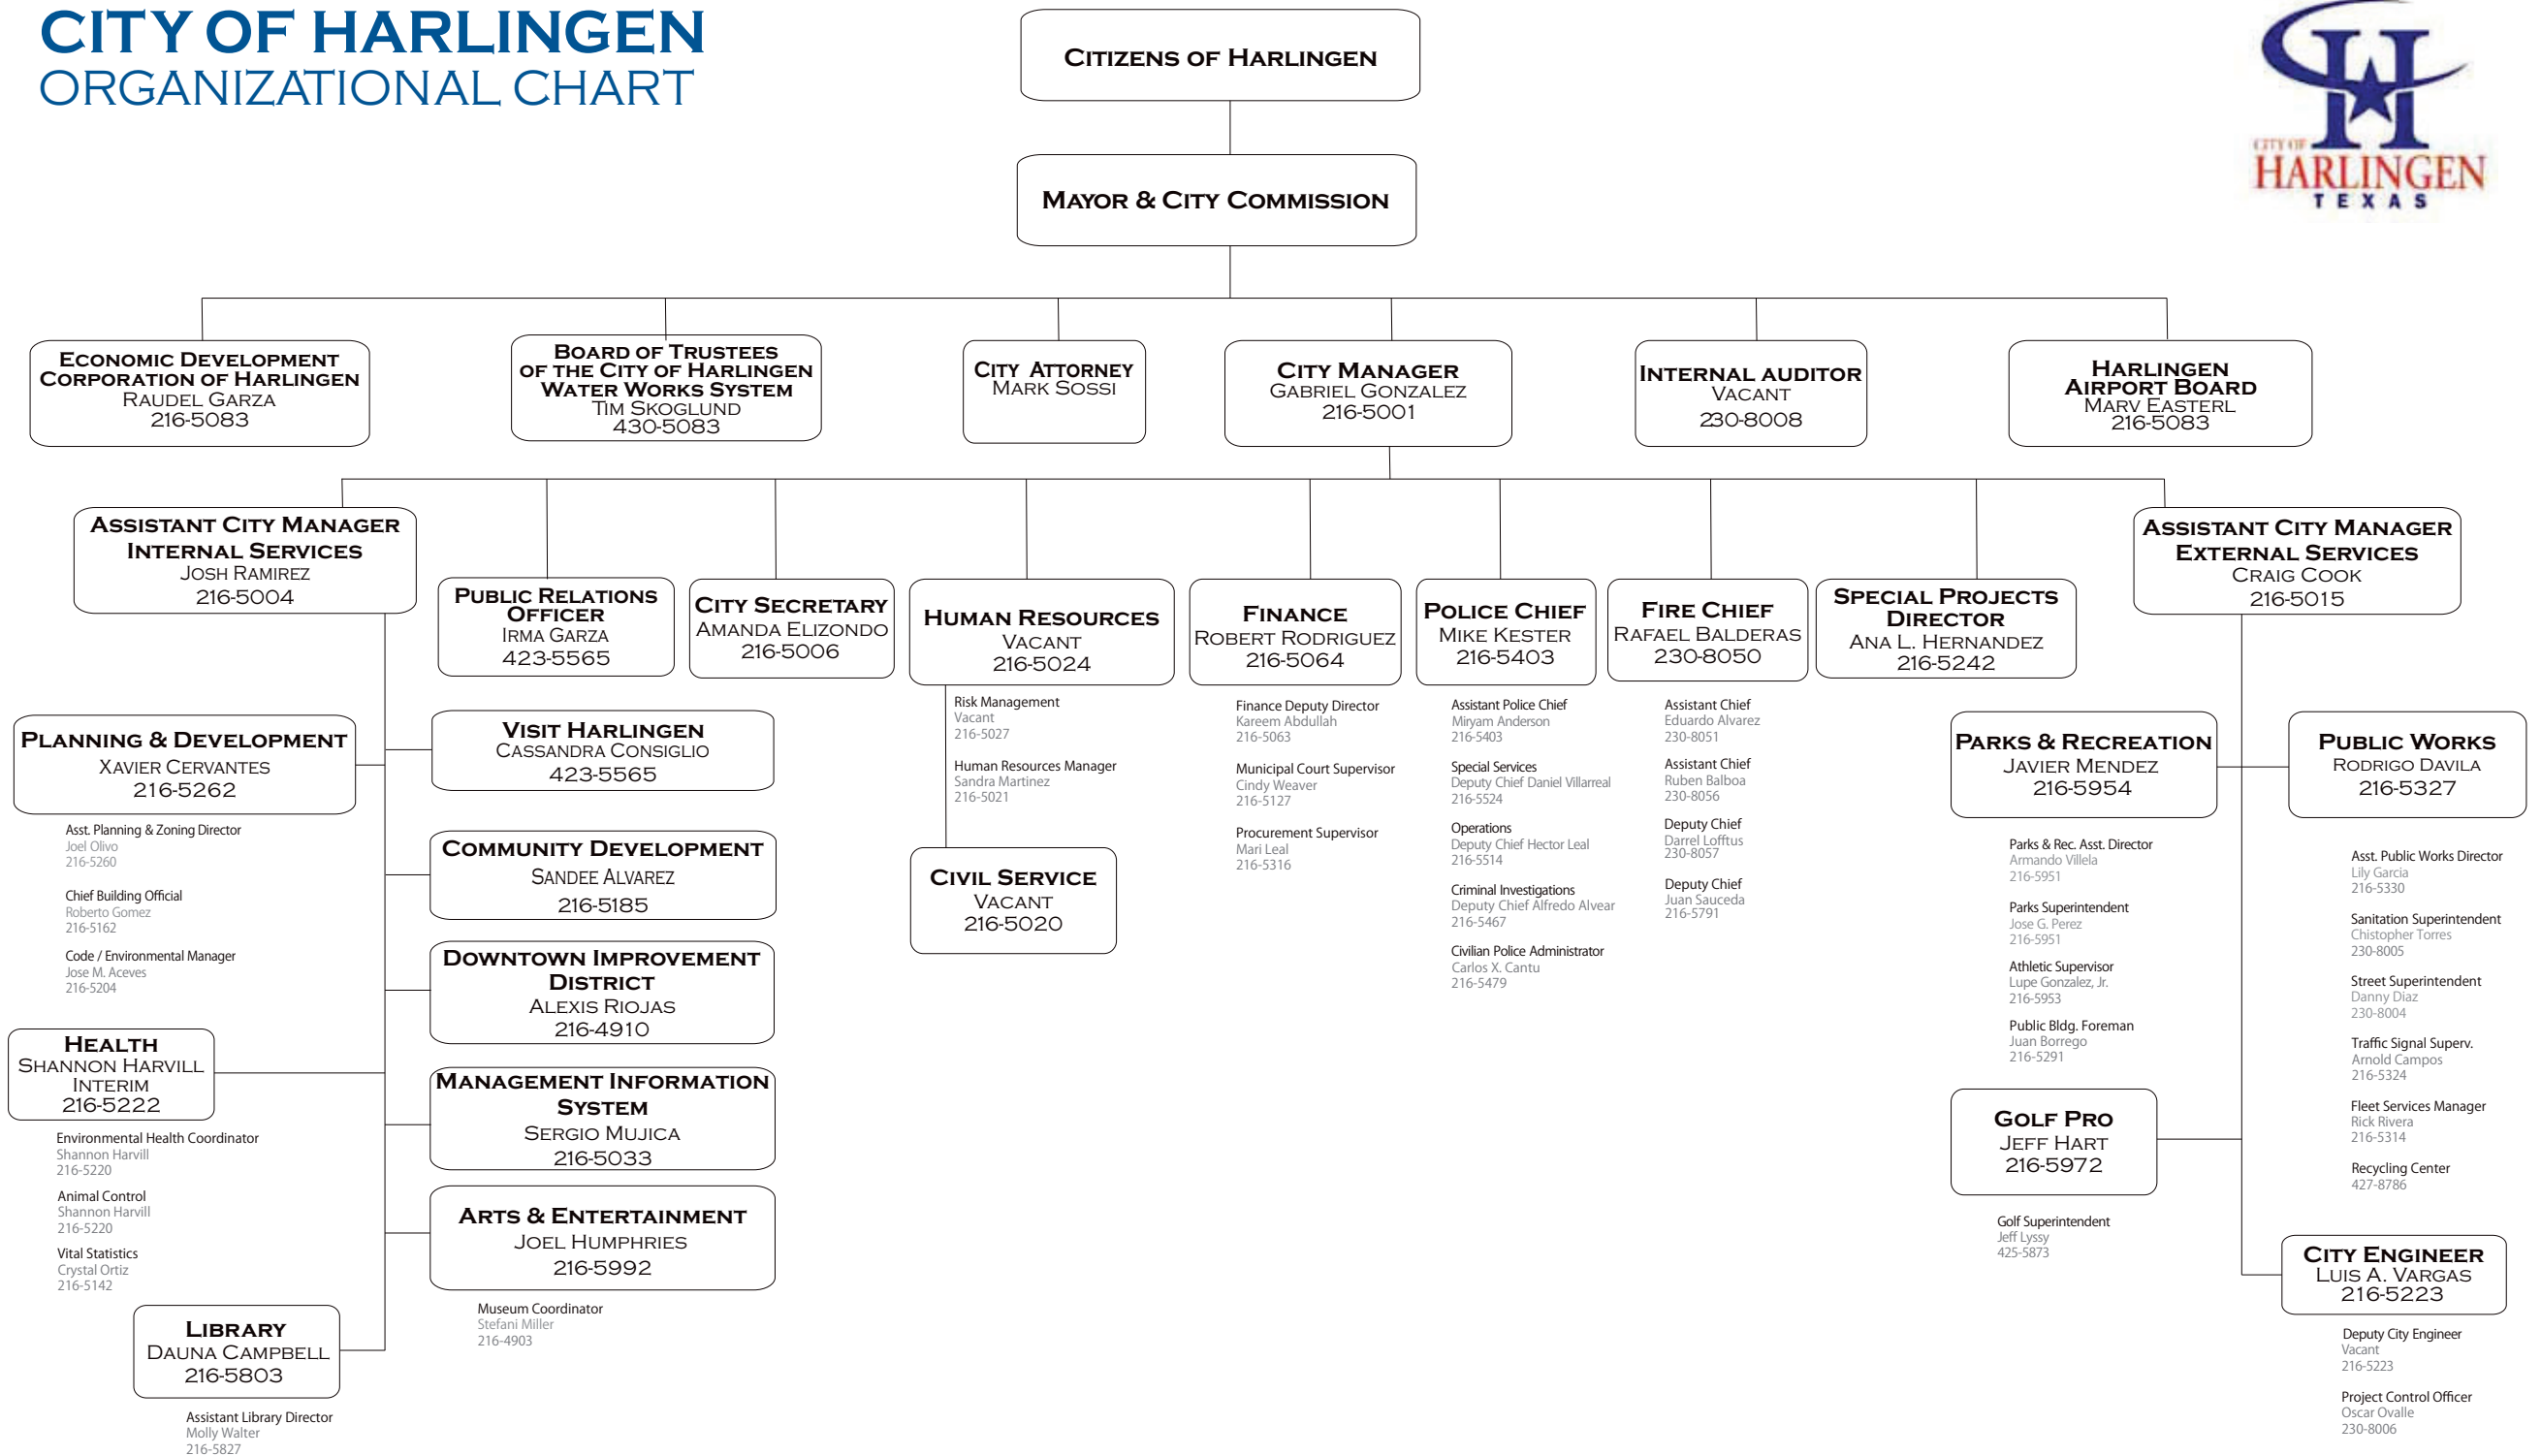 CITY OF HARLINGEN
ORGANIZATIONAL CHART
CITIZENS OF HARLINGEN
CITY OF
HARLINGEN
TEXAS
MAYOR & CITY COMMISSION
ECONOMIC DEVELOPMENT
CORPORATION OF HARLINGEN
RAUDEL GARZA
216-5083
BOARD OF TRUSTEES
OF THE CITY OF HARLINGEN
WATER WORKS SYSTEM
TIM SKOGLUND
430-5083
CITY ATTORNEY
MARK SOSSI
CITY MANAGER
GABRIEL GONZALEZ
216-5001
INTERNAL AUDITOR
VACANT
230-8008
HARLINGEN
AIRPORT BOARD
MARV EASTERL
216-5083
ASSISTANT CITY MANAGER
INTERNAL SERVICES
JOSH RAMIREZ
216-5004
PUBLIC RELATIONS
OFFICER
IRMA GARZA
423-5565
CITY SECRETARY
AMANDA ELIZONDO
216-5006
HUMAN RESOURCES
VACANT
216-5024
FINANCE
ROBERT RODRIGUEZ
216-5064
POLICE CHIEF
MIKE KESTER
216-5403
FIRE CHIEF
RAFAEL BALDERAS
230-8050
SPECIAL PROJECTS
DIRECTOR
ANA L. HERNANDEZ
216-5242
ASSISTANT CITY MANAGER
EXTERNAL SERVICES
CRAIG COOK
216-5015
PLANNING & DEVELOPMENT
XAVIER CERVANTES
216-5262
Asst. Planning & Zoning Director
Joel Olivo
216-5260
Chief Building Official
Roberto Gomez
216-5162
Code / Environmental Manager
Jose M. Aceves
216-5204
HEALTH
SHANNON HARVILL
INTERIM
216-5222
Environmental Health Coordinator
Shannon Harvill
216-5220
Animal Control
Shannon Harvill
216-5220
Vital Statistics
Crystal Ortiz
216-5142
LIBRARY
DAUNA CAMPBELL
216-5803
Assistant Library Director
Molly Walter
216-5827
VISIT HARLINGEN
CASSANDRA CONSIGLIO
423-5565
COMMUNITY DEVELOPMENT
SANDEE ALVAREZ
216-5185
DOWNTOWN IMPROVEMENT
DISTRICT
ALEXIS RIOJAS
216-4910
MANAGEMENT INFORMATION
SYSTEM
SERGIO MUJICA
216-5033
ARTS & ENTERTAINMENT
JOEL HUMPHRIES
216-5992
Museum Coordinator
Stefani Miller
216-4903
Risk Management
Vacant
216-5027
Human Resources Manager
Sandra Martinez
216-5021
CIVIL SERVICE
VACANT
216-5020
Finance Deputy Director
Kareem Abdullah
216-5063
Municipal Court Supervisor
Cindy Weaver
216-5127
Procurement Supervisor
Mari Leal
216-5316
Assistant Police Chief
Miryam Anderson
216-5403
Special Services
Deputy Chief Daniel Villarreal
216-5524
Operations
Deputy Chief Hector Leal
216-5514
Criminal Investigations
Deputy Chief Alfredo Alvear
216-5467
Civilian Police Administrator
Carlos X. Cantu
216-5479
Assistant Chief
Eduardo Alvarez
230-8051
Assistant Chief
Ruben Balboa
230-8056
Deputy Chief
Darrel Lofftus
230-8057
Deputy Chief
Juan Sauceda
216-5791
PARKS & RECREATION
JAVIER MENDEZ
216-5954
Parks & Rec. Asst. Director
Armando Villela
216-5951
Parks Superintendent
Jose G. Perez
216-5951
Athletic Supervisor
Lupe Gonzalez, Jr.
216-5953
Public Bldg. Foreman
Juan Borrego
216-5291
GOLF PRO
JEFF HART
216-5972
Golf Superintendent
Jeff Lyssy
425-5873
PUBLIC WORKS
RODRIGO DAVILA
216-5327
Asst. Public Works Director
Lily Garcia
216-5330
Sanitation Superintendent
Chistopher Torres
230-8005
Street Superintendent
Danny Diaz
230-8004
Traffic Signal Superv.
Arnold Campos
216-5324
Fleet Services Manager
Rick Rivera
216-5314
Recycling Center
427-8786
CITY ENGINEER
LUIS A. VARGAS
216-5223
Deputy City Engineer
Vacant
216-5223
Project Control Officer
Oscar Ovalle
230-8006